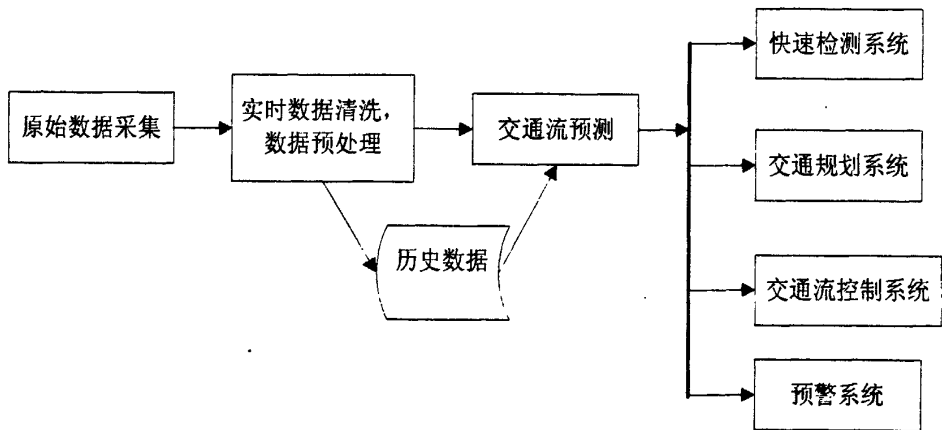 原始数据采集
实时数据清洗，
数据预处理
交通流预测
历史数据
快速检测系统
交通规划系统
交通流控制系统
预警系统